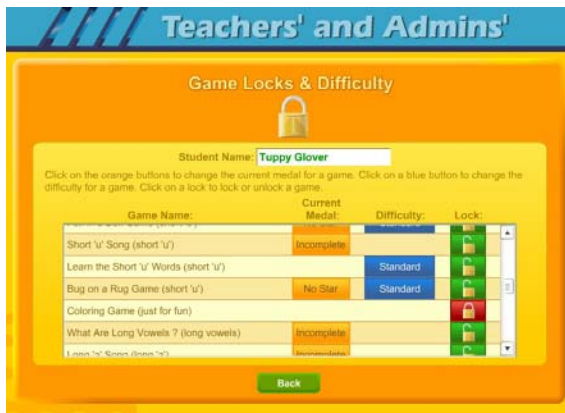 Teachers' and Admins'
Game Locks & Difficulty
Student Name: Tuppy Glover
Click on the orange buttons to change the current medal for a game. Click on a blue button to change the
difficulty for a game. Click on a lock to lock or unlock a game.
Game Name: Current Medal: Difficulty: Lock:
Short 'u' Song (short 'u') Incomplete
Learn the Short 'u' Words (short 'u') Standard
Bug on a Rug Game (short 'u') No Star Standard
Coloring Game (just for fun)
What Are Long Vowels ? (long vowels) Incomplete
Long 'a' Song (long 'a') Incomplete
Back